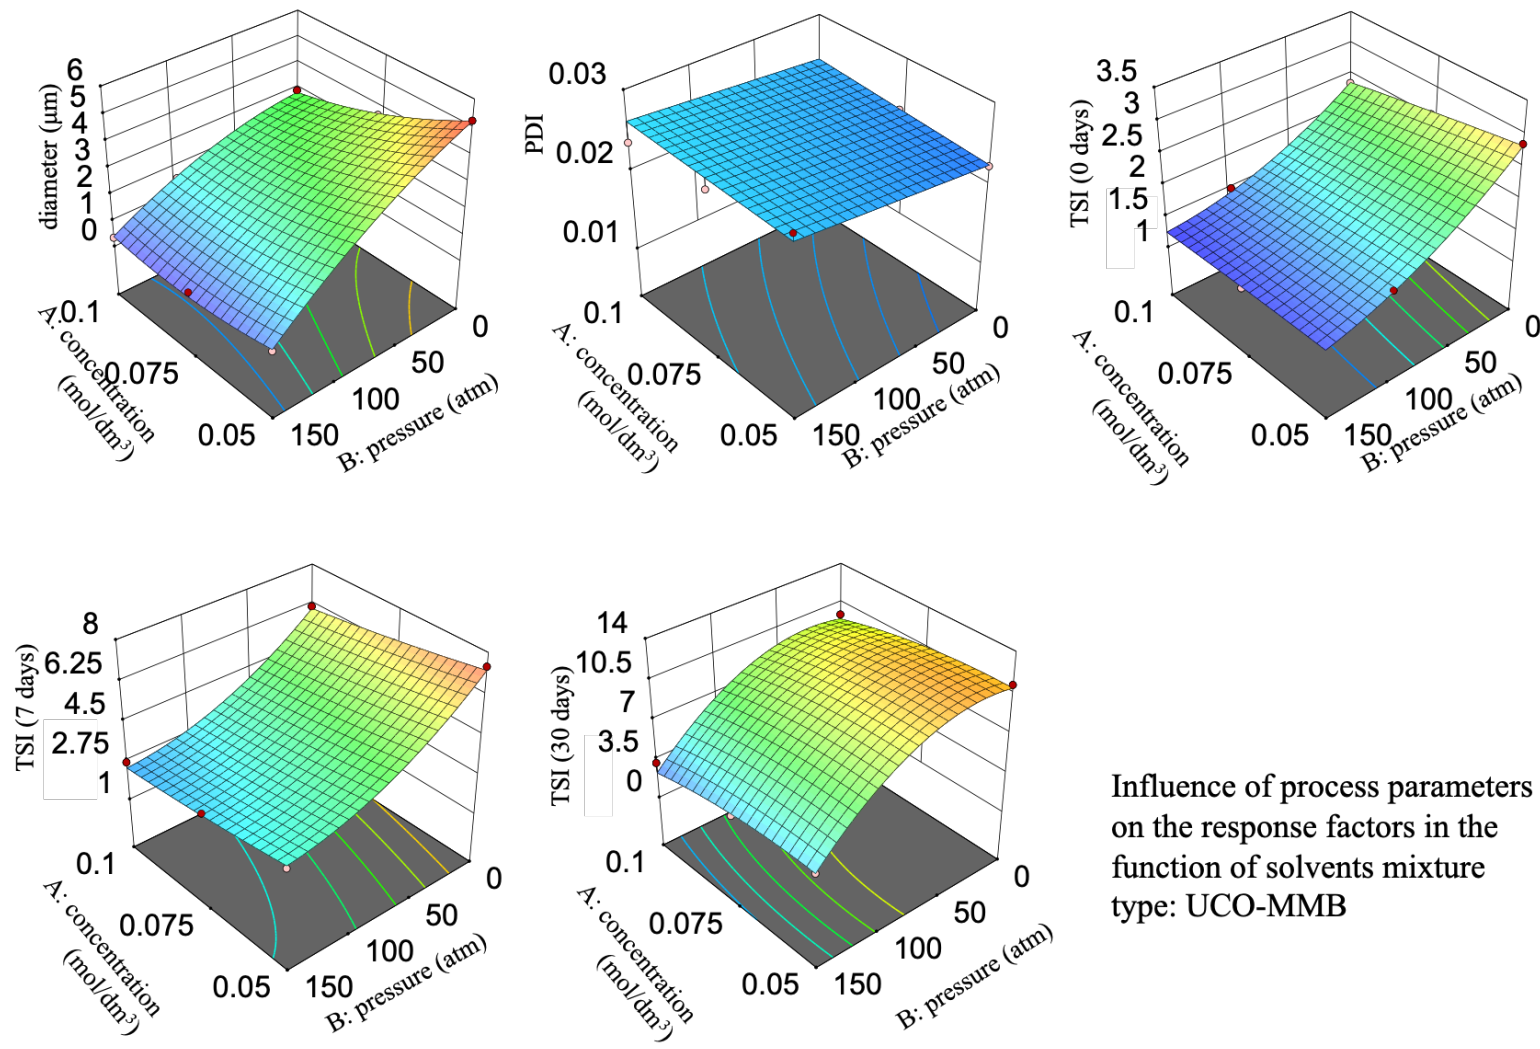 6
5
4
3
2
1
0
diameter (µm)
0.1
0.075
0.05
A: concentration
(mol/dm³)
150
100
50
0
B: pressure (atm)
0.03
0.02
0.01
PDI
0.1
0.075
0.05
A: concentration
(mol/dm³)
150
100
50
0
B: pressure (atm)
3.5
3
2.5
2
1.5
1
TSI (0 days)
0.1
0.075
0.05
A: concentration
(mol/dm³)
150
100
50
0
B: pressure (atm)
8
6.25
4.5
2.75
1
TSI (7 days)
0.1
0.075
0.05
A: concentration
(mol/dm³)
150
100
50
0
B: pressure (atm)
14
10.5
7
3.5
0
TSI (30 days)
0.1
0.075
0.05
A: concentration
(mol/dm³)
150
100
50
0
B: pressure (atm)
Influence of process parameters
on the response factors in the
function of solvents mixture
type: UCO-MMB